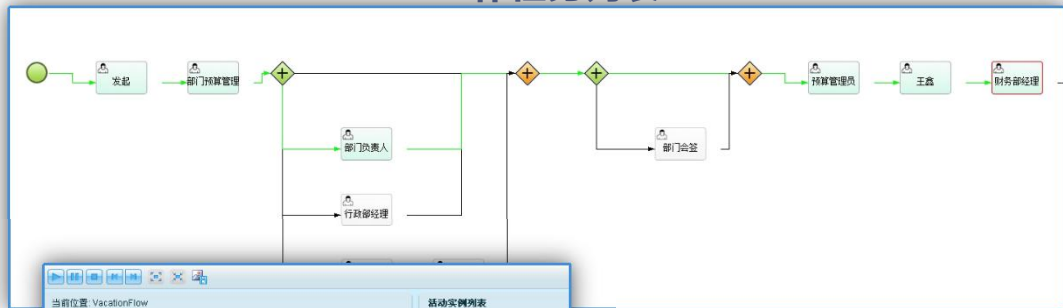 发起
部门预算管理
预算管理员
王鑫
财务部经理
部门负责人
部门会签
行政部经理
当前位置: VacationFlow
活动实例列表